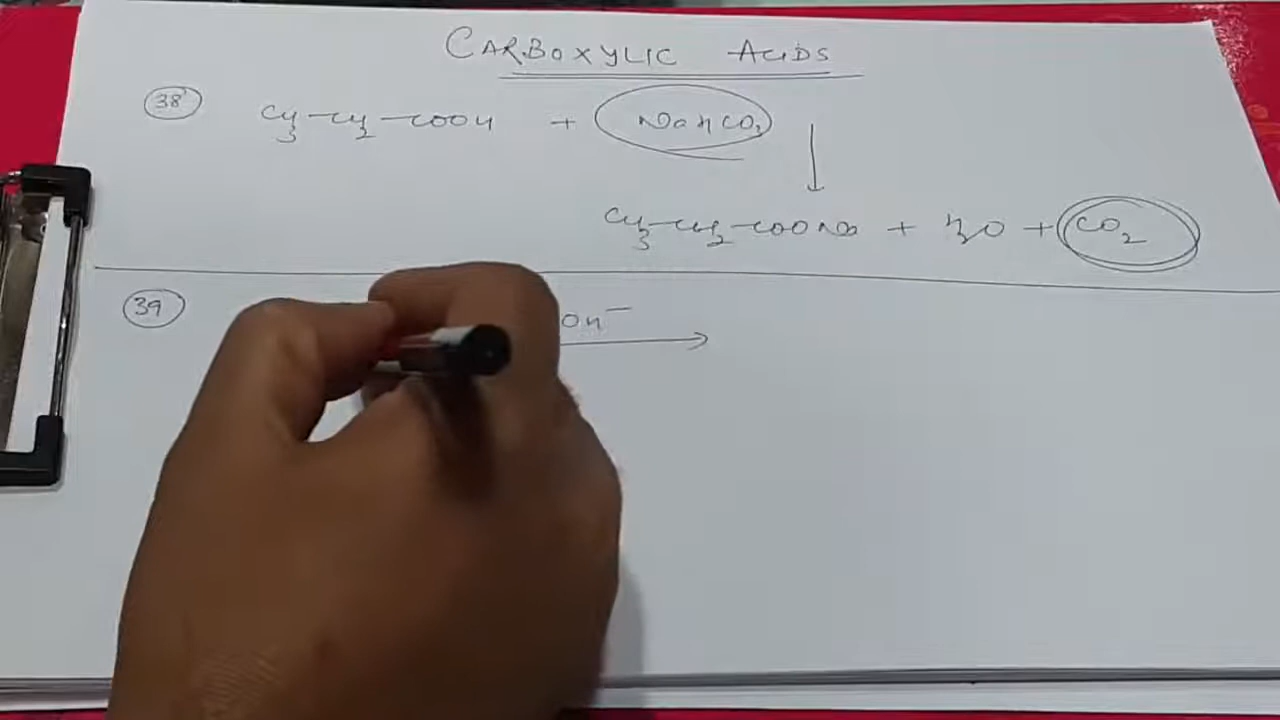 CARBOXYLIC ACIDS
38 CH3-CH2-COOH + NaHCO3
CH3-CH2-COONa + H2O + CO2
39 OH-